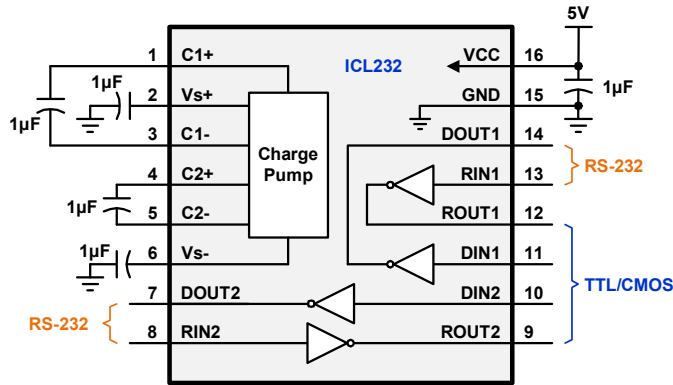 5V
1 C1+ ICL232 VCC 16
1µF
1µF
2 Vs+ GND 15
1µF
3 C1- DOUT1 14
Charge
Pump
4 C2+ RIN1 13
RS-232
1µF
5 C2- ROUT1 12
1µF
6 Vs- DIN1 11
TTL/CMOS
7 DOUT2 DIN2 10
RS-232
8 RIN2 ROUT2 9